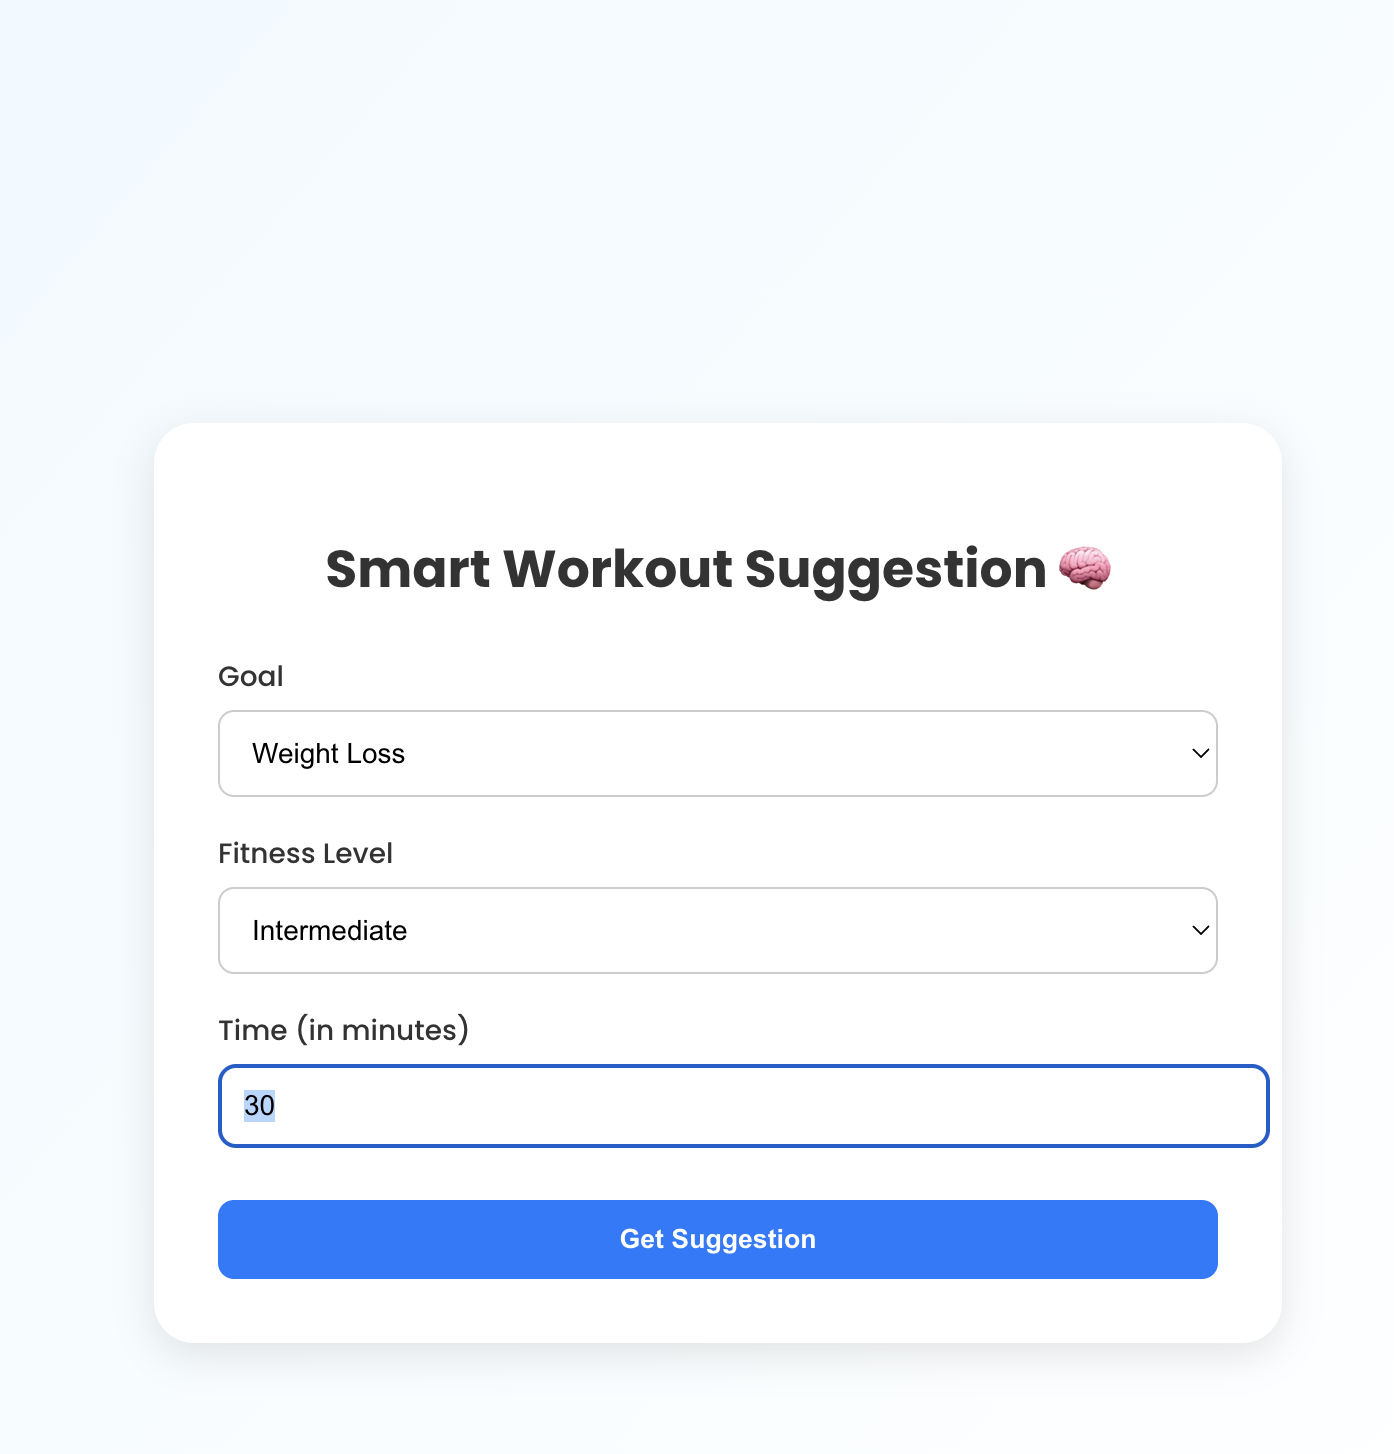 Smart Workout Suggestion 🧠
Goal
Weight Loss
Fitness Level
Intermediate
Time (in minutes)
30
Get Suggestion